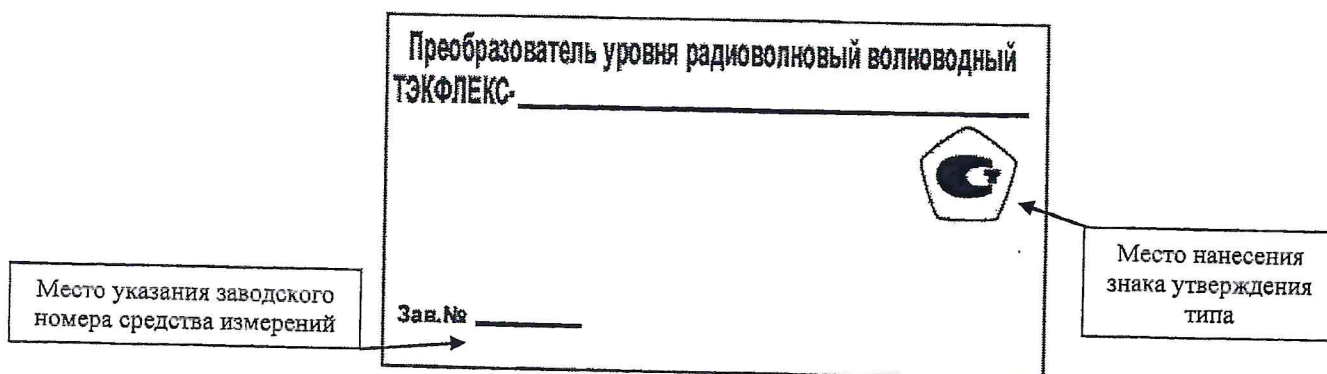 Преобразователь уровня радиоволновый волноводный
ТЭКФЛЕКС-
Место нанесения
знака утверждения
типа
Место указания заводского
номера средства измерений
Зав.№